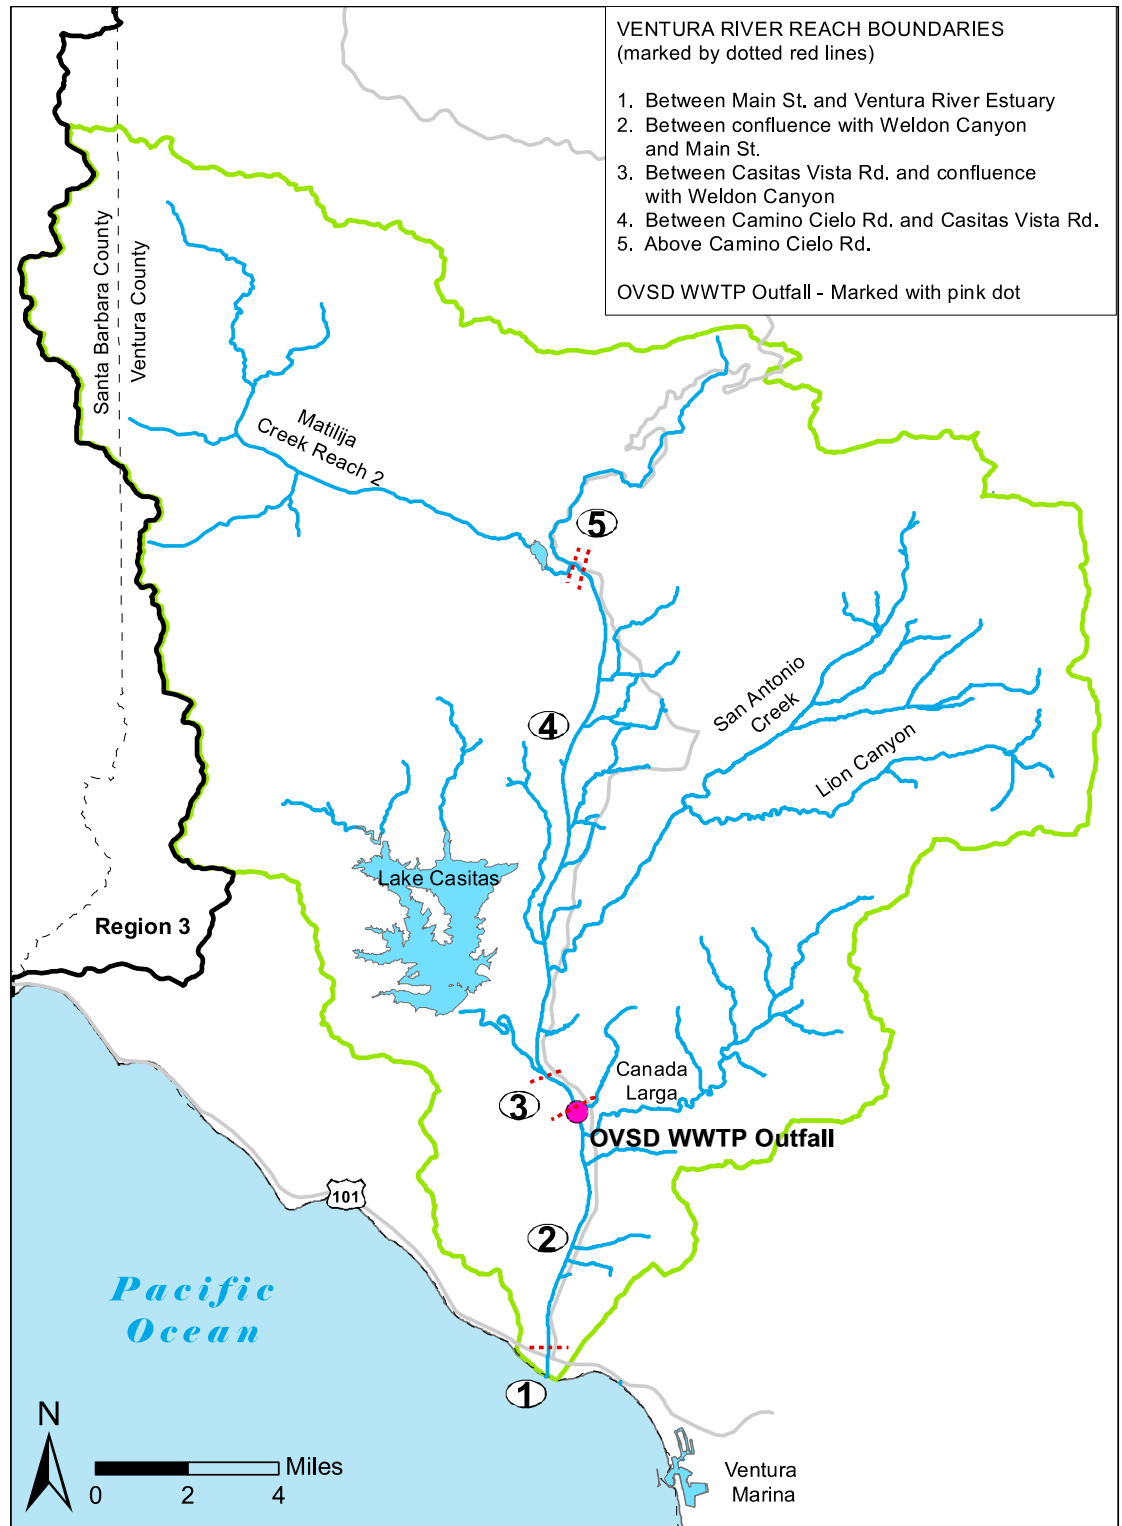 VENTURA RIVER REACH BOUNDARIES
(marked by dotted red lines)
1. Between Main St. and Ventura River Estuary
2. Between confluence with Weldon Canyon
and Main St.
3. Between Casitas Vista Rd. and confluence
with Weldon Canyon
4. Between Camino Cielo Rd. and Casitas Vista Rd.
5. Above Camino Cielo Rd.
OVSD WWTP Outfall - Marked with pink dot
Santa Barbara County
Ventura County
Matilija
Creek Reach 2
5
San Antonio
Creek
4
Lion Canyon
Lake Casitas
Region 3
Canada
Larga
3
OVSD WWTP Outfall
101
2
Pacific
Ocean
1
N
Miles
0 2 4
Ventura
Marina